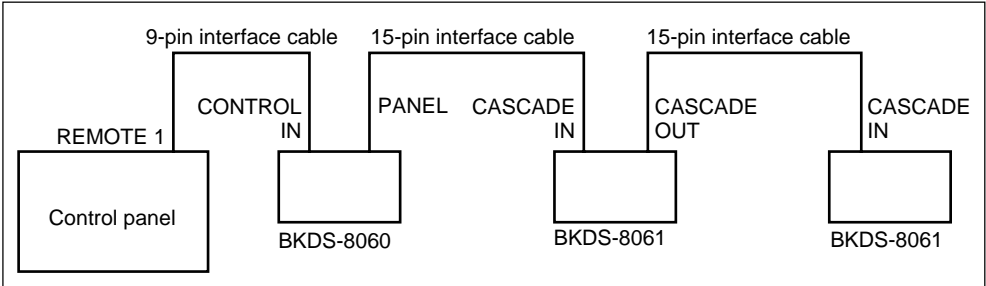 9-pin interface cable
15-pin interface cable
15-pin interface cable
REMOTE 1
CONTROL
IN
PANEL
CASCADE
IN
CASCADE
OUT
CASCADE
IN
Control panel
BKDS-8060
BKDS-8061
BKDS-8061